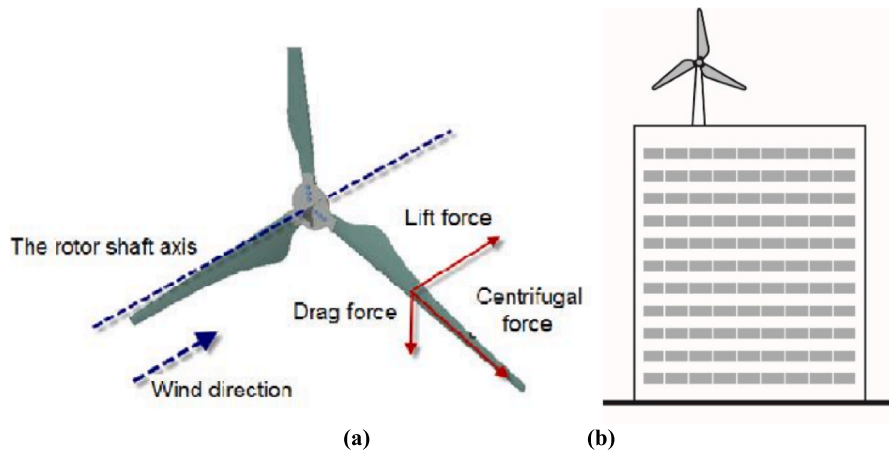 Lift force
The rotor shaft axis
Drag force
Centrifugal
force
Wind direction
(a)
(b)